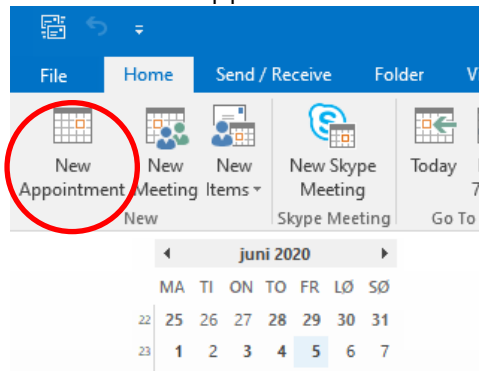 File Home Send / Receive Folder
New Appointment
New Meeting
New Items
New Skype Meeting
Today
New
Skype Meeting
Go To
juni 2020
MA TI ON TO FR LØ SØ
22 25 26 27 28 29 30 31
23 1 2 3 4 5 6 7